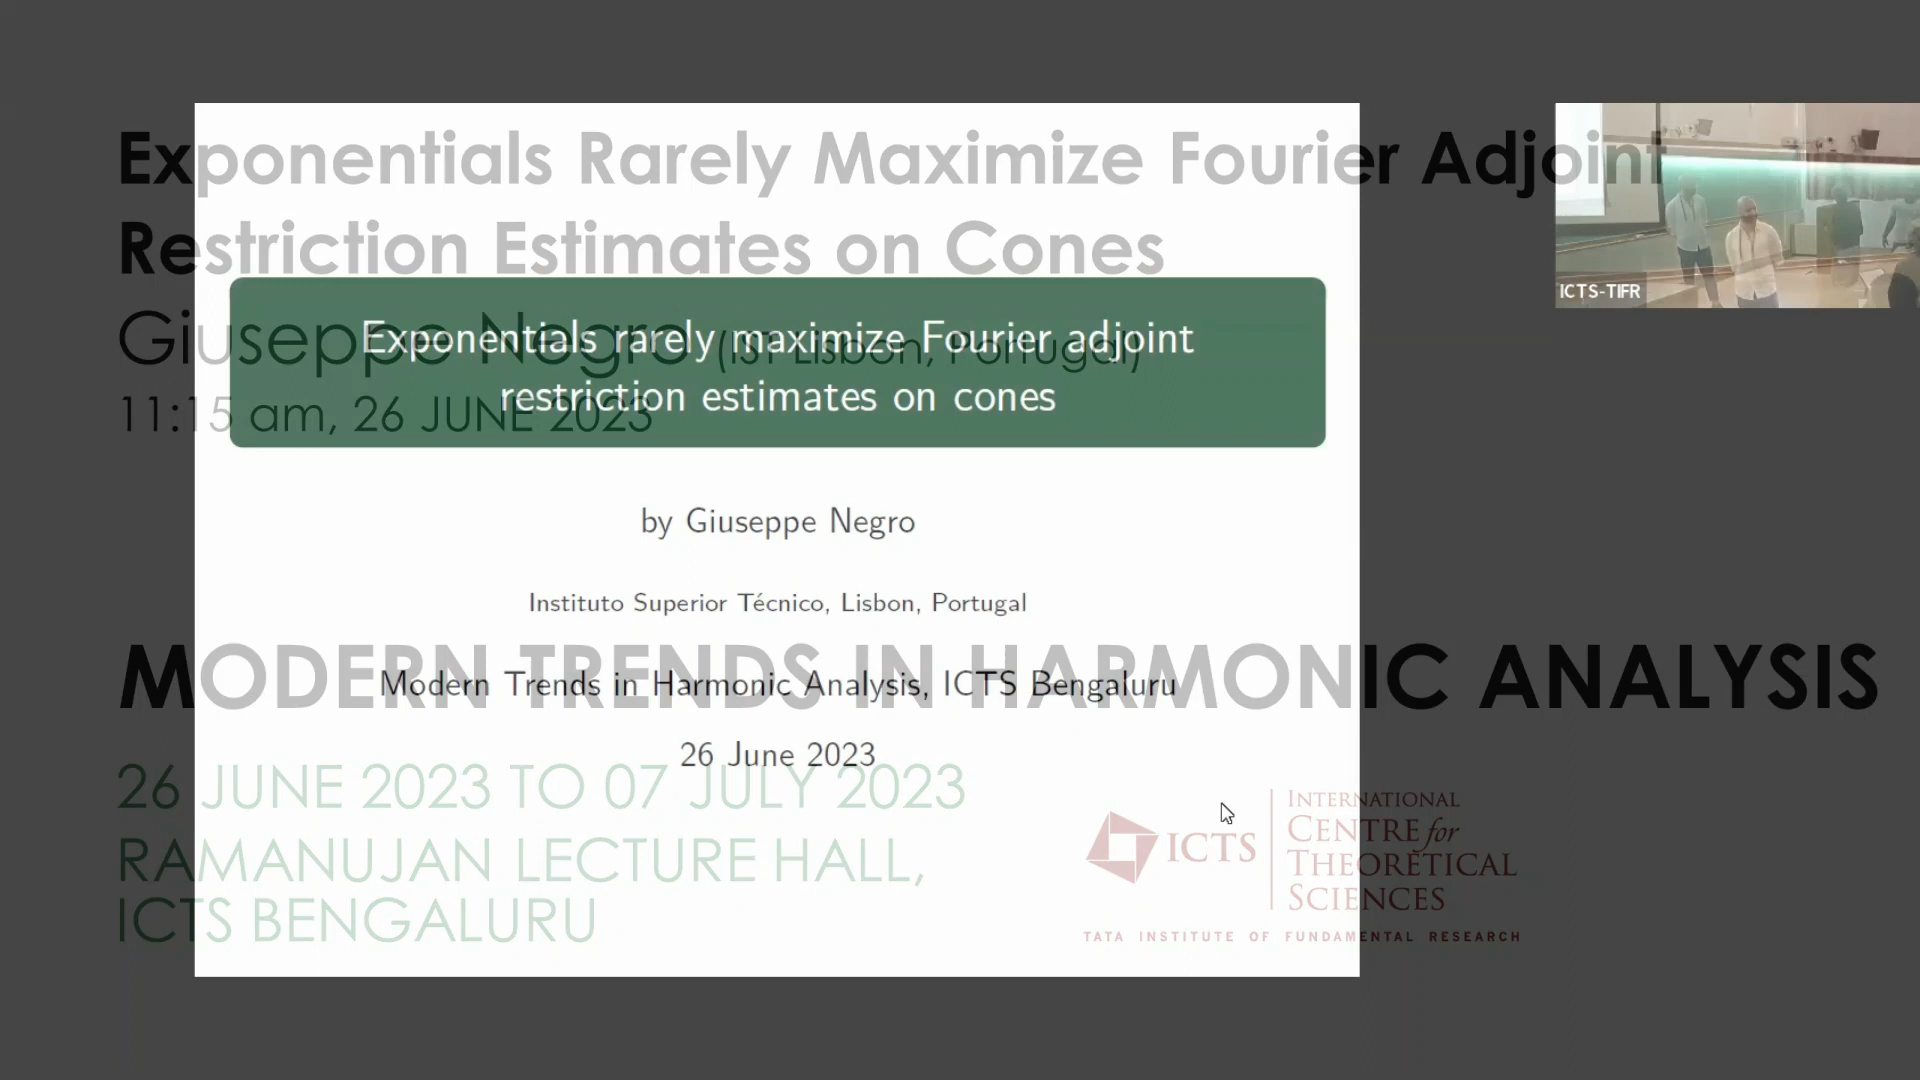 Exponentials Rarely Maximize Fourier Adjoint
Restriction Estimates on Cones
Giuseppe Negro (IST Lisbon, Portugal)
11:15 am, 26 JUNE 2023
Exponentials rarely maximize Fourier adjoint
restriction estimates on cones
by Giuseppe Negro
Instituto Superior Técnico, Lisbon, Portugal
Modern Trends in Harmonic Analysis, ICTS Bengaluru
26 June 2023
MODERN TRENDS IN HARMONIC ANALYSIS
26 JUNE 2023 TO 07 JULY 2023
RAMANUJAN LECTURE HALL,
ICTS BENGALURU
ICTS
INTERNATIONAL
CENTRE for
THEORETICAL
SCIENCES
TATA INSTITUTE OF FUNDAMENTAL RESEARCH
ICTS-TIFR